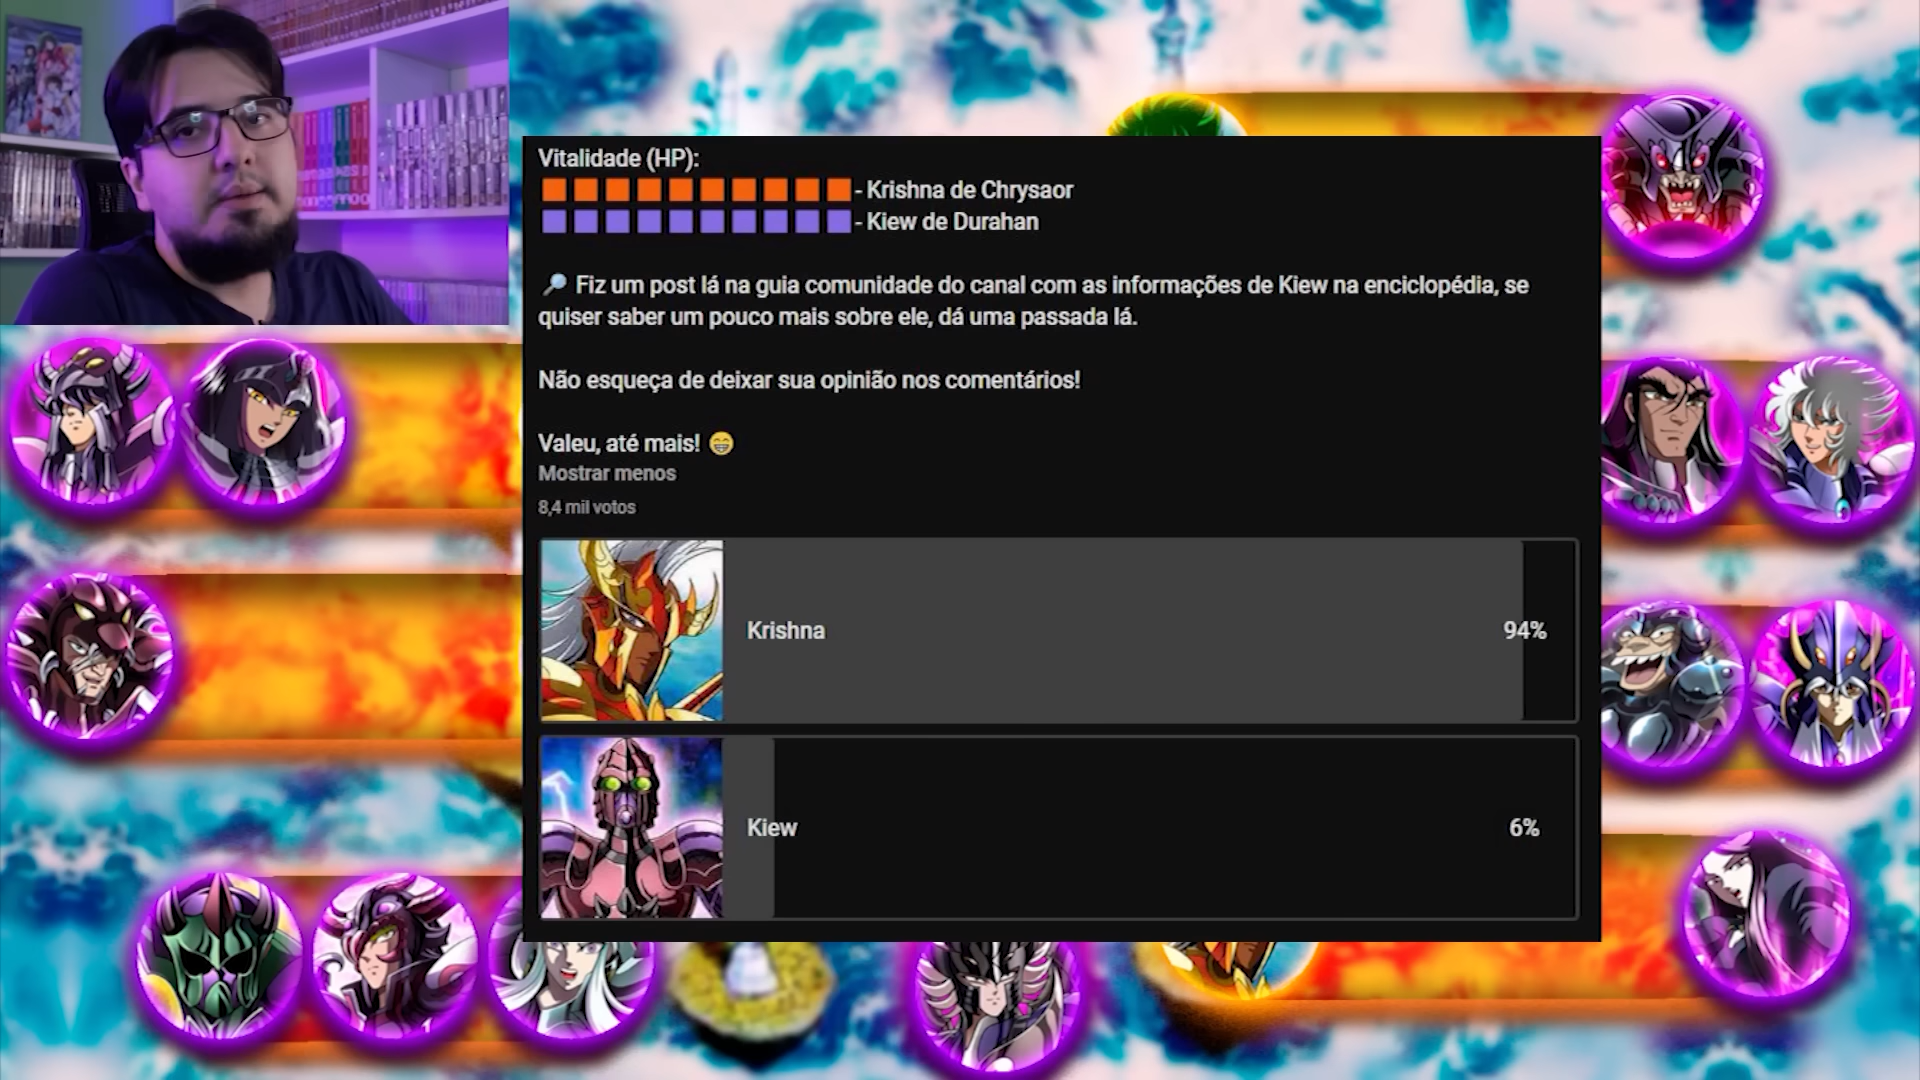 Vitalidade (HP):
- Krishna de Chrysaor
- Kiew de Durahan
🔎 Fiz um post lá na guia comunidade do canal com as informações de Kiew na enciclopédia, se
quiser saber um pouco mais sobre ele, dá uma passada lá.
Não esqueça de deixar sua opinião nos comentários!
Valeu, até mais! 😁
Mostrar menos
8,4 mil votos
Krishna 94%
Kiew 6%